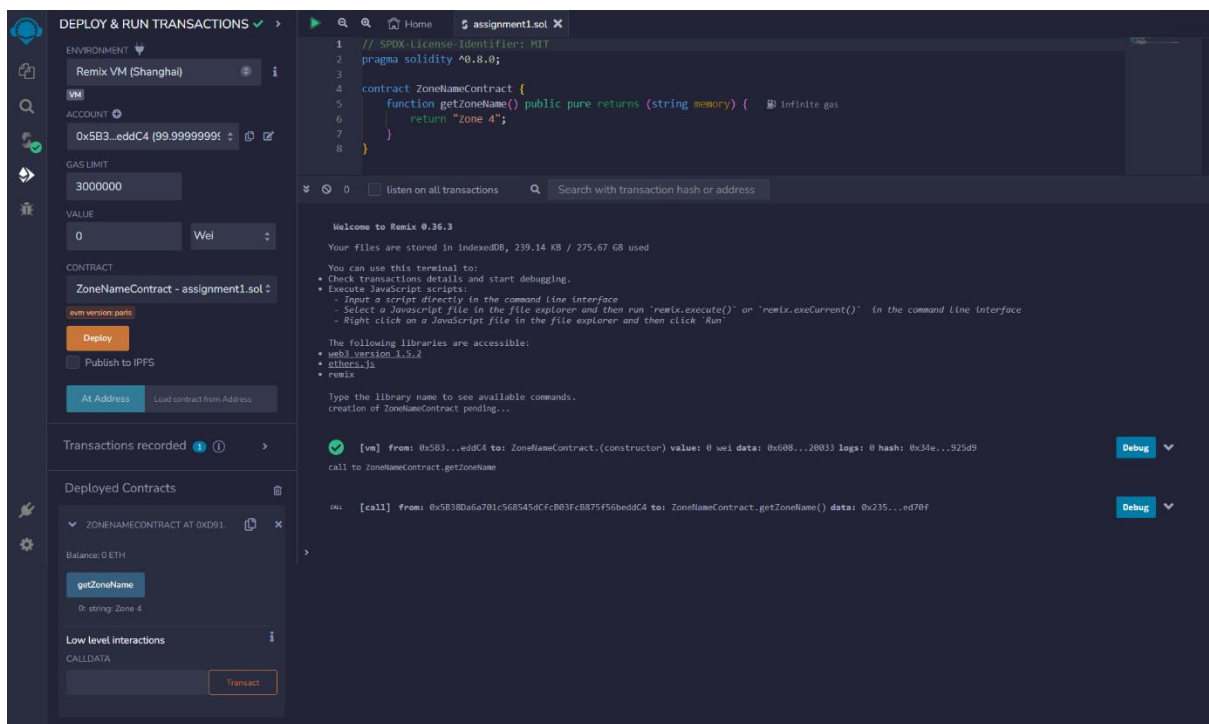 DEPLOY & RUN TRANSACTIONS
ENVIRONMENT
Remix VM (Shanghai)
VM
ACCOUNT
0x5B3...eddC4 (99.9999999
GAS LIMIT
3000000
VALUE
0 Wei
CONTRACT
ZoneNameContract - assignment1.sol
evm version: paris
Deploy
Publish to IPFS
At Address Load contract from Address
Transactions recorded 1
Deployed Contracts
ZONENAMECONTRACT AT 0XD91.
Balance: 0 ETH
getZoneName
0: string: Zone 4
Low level interactions
CALLDATA
Transact
Home assignment1.sol
1 // SPDX-License-Identifier: MIT
2 pragma solidity ^0.8.0;
3
4 contract ZoneNameContract {
5 function getZoneName() public pure returns (string memory) { infinite gas
6 return "Zone 4";
7 }
8 }
0 listen on all transactions Search with transaction hash or address
Welcome to Remix 0.36.3
Your files are stored in indexedDB, 239.14 KB / 275.67 GB used
You can use this terminal to:
• Check transactions details and start debugging.
• Execute JavaScript scripts:
- Input a script directly in the command line interface
- Select a Javascript file in the file explorer and then run `remix.execute()` or `remix.exeCurrent()` in the command line interface
- Right click on a JavaScript file in the file explorer and then click `Run`
The following libraries are accessible:
• web3 version 1.5.2
• ethers.js
• remix
Type the library name to see available commands.
creation of ZoneNameContract pending...
[vm] from: 0x5B3...eddC4 to: ZoneNameContract.(constructor) value: 0 wei data: 0x608...20033 logs: 0 hash: 0x34e...925d9
Debug
call to ZoneNameContract.getZoneName
CALL [call] from: 0x5B38Da6a701c568545dCfcB03FcB875f56beddC4 to: ZoneNameContract.getZoneName() data: 0x235...ed70f
Debug
>